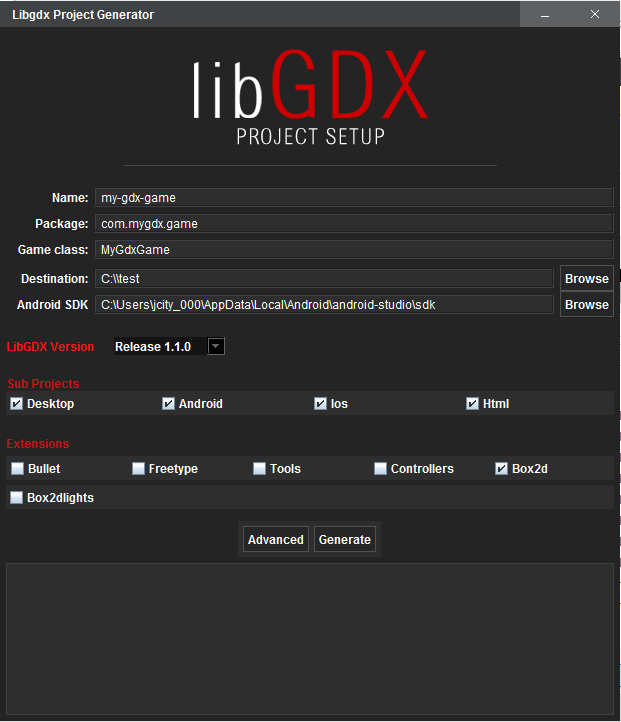 Libgdx Project Generator
libGDX
PROJECT SETUP
Name: my-gdx-game
Package: com.mygdx.game
Game class: MyGdxGame
Destination: C:\\test Browse
Android SDK C:\Users\jcity_000\AppData\Local\Android\android-studio\sdk Browse
LibGDX Version Release 1.1.0
Sub Projects
Desktop Android Ios Html
Extensions
Bullet Freetype Tools Controllers Box2d
Box2dlights
Advanced Generate